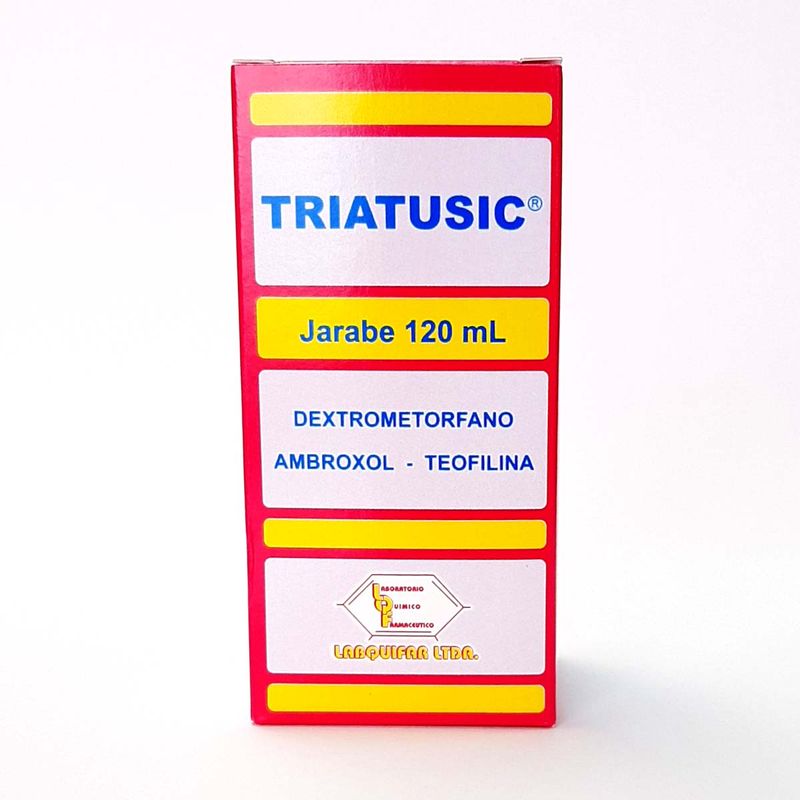 TRIATUSIC®
Jarabe 120 mL
DEXTROMETORFANO
AMBROXOL - TEOFILINA
LABORATORIO
QUIMICO
FARMACEUTICO
LABQUIFAR LTDA.